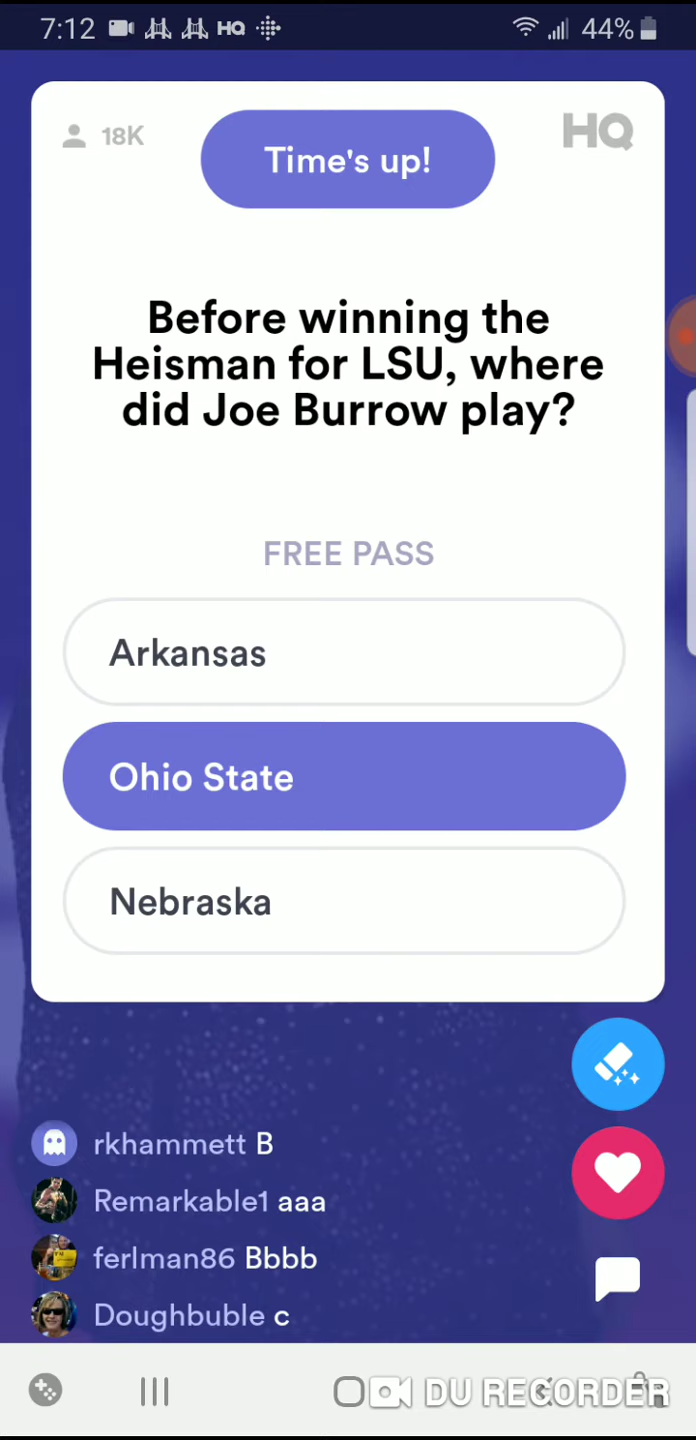 7:12 HQ 44%
18K
Time's up!
HQ
Before winning the
Heisman for LSU, where
did Joe Burrow play?
FREE PASS
Arkansas
Ohio State
Nebraska
rkhammett B
Remarkable1 aaa
ferlman86 Bbbb
Doughbuble c
DU RECORDER